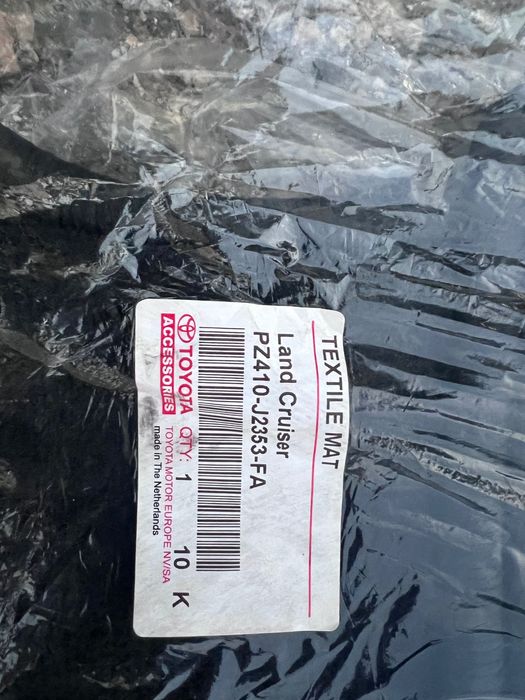 TEXTILE MAT
Land Cruiser
PZ410-J2353-FA
TOYOTA QTY: 1 10 K
ACCESSORIES TOYOTA MOTOR EUROPE NV/SA
made in The Netherlands